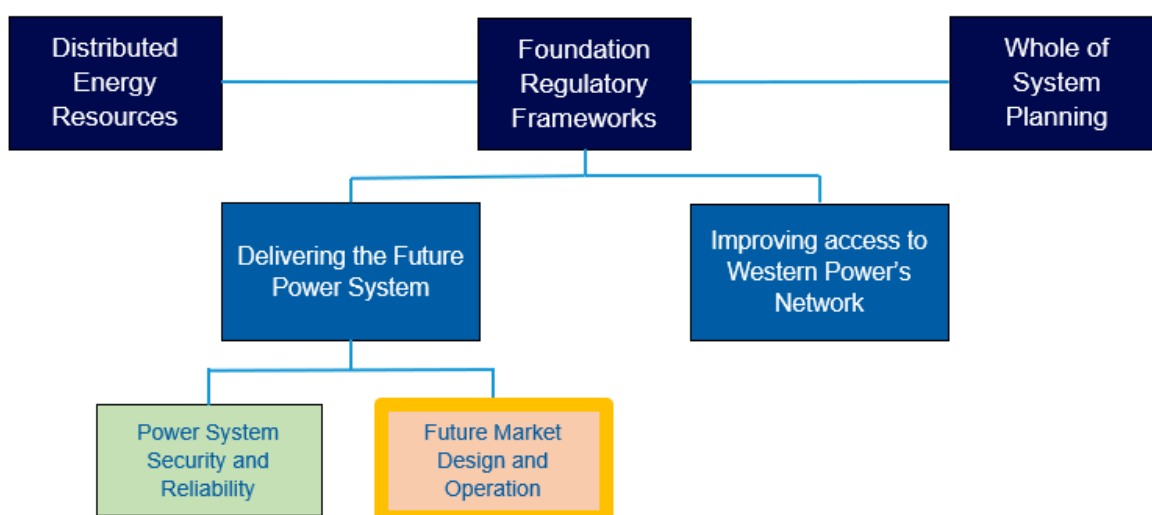 Distributed
Energy
Resources
Foundation
Regulatory
Frameworks
Whole of
System
Planning
Delivering the Future
Power System
Improving access to
Western Power's
Network
Power System
Security and
Reliability
Future Market
Design and
Operation